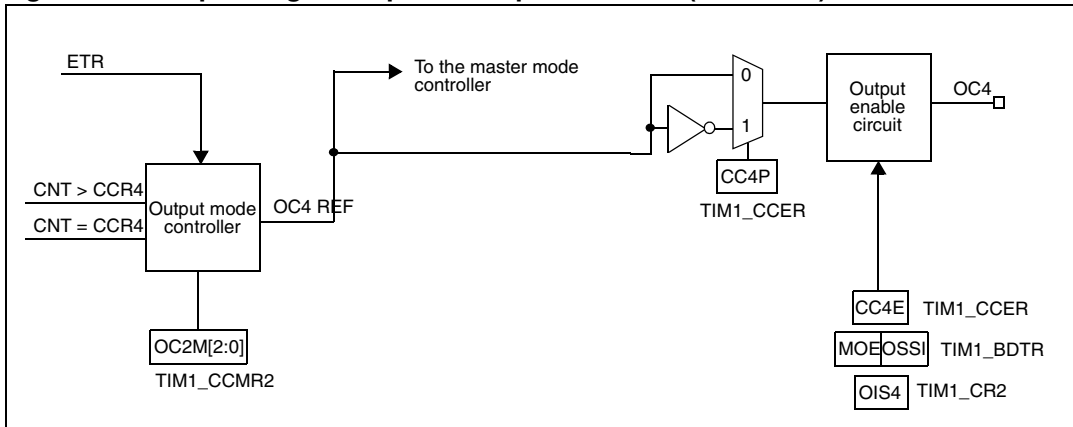 ETR
To the master mode
controller
0
1
CC4P
TIM1_CCER
Output
enable
circuit
OC4
CNT > CCR4
CNT = CCR4
Output mode
controller
OC4 REF
OC2M[2:0]
TIM1_CCMR2
CC4E TIM1_CCER
MOE OSSI TIM1_BDTR
OIS4 TIM1_CR2